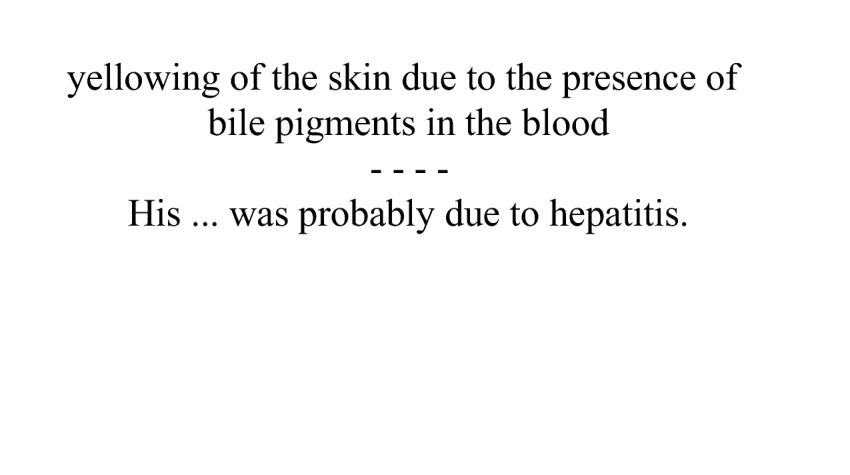 yellowing of the skin due to the presence of
bile pigments in the blood
- - - -
His ... was probably due to hepatitis.